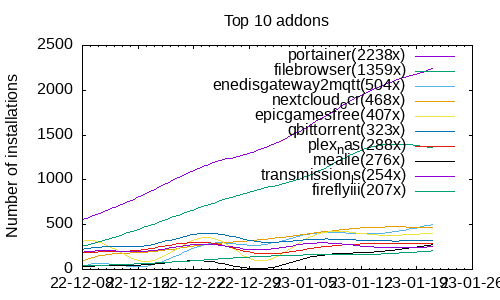 Top 10 addons
Number of installations
2500
2000
1500
1000
500
0
portainer(2238x)
filebrowser(1359x)
enedisgateway2mqtt(504x)
nextcloud_ocr(468x)
epicgamesfree(407x)
qbittorrent(323x)
plex_nas(288x)
mealie(276x)
transmission_ls(254x)
fireflyiii(207x)
22-12-08
22-12-15
22-12-22
22-12-29
23-01-05
23-01-12
23-01-19
23-01-26